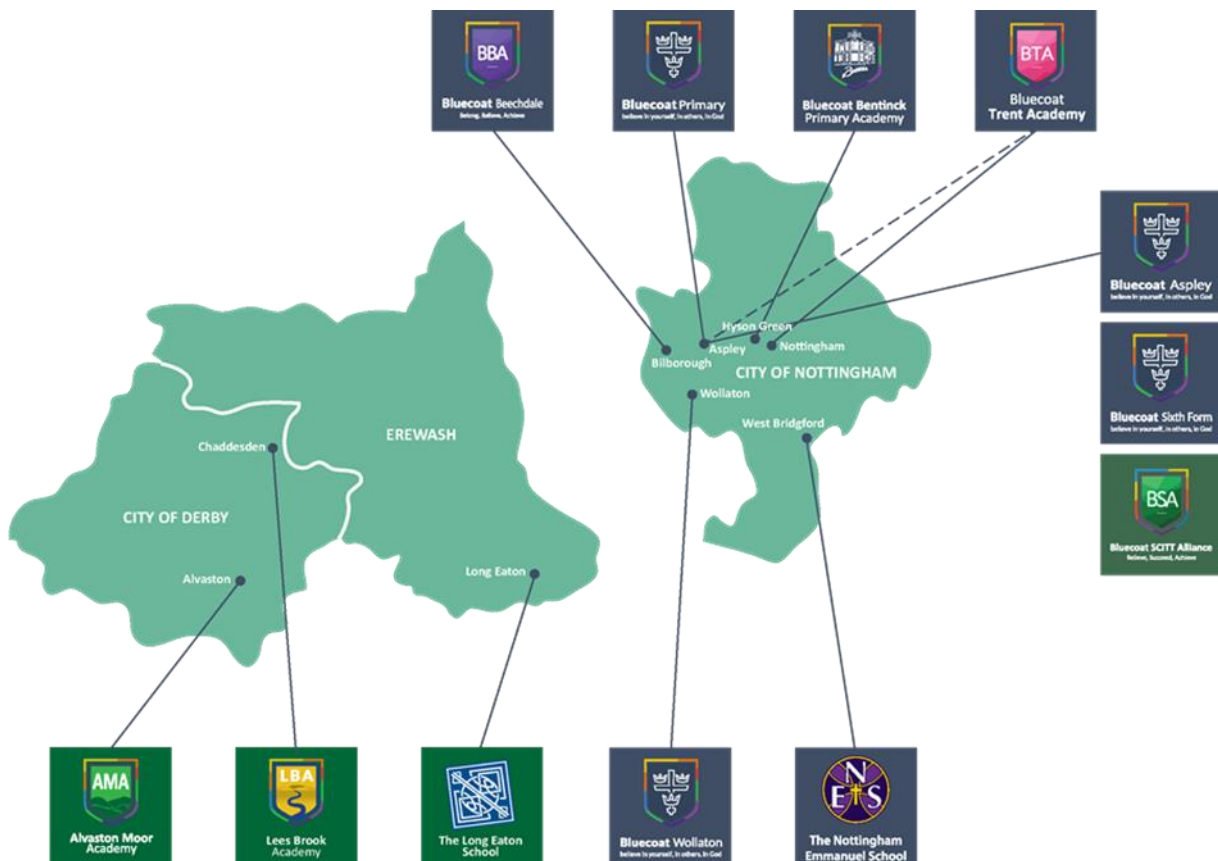 BBA
Bluecoat Beechdale
Belong, Believe, Achieve
Bluecoat Primary
believe in yourself, in others, in God
Bluecoat Bentinck
Primary Academy
BTA
Bluecoat
Trent Academy
Bluecoat Aspley
believe in yourself, in others, in God
Bluecoat Sixth Form
believe in yourself, in others, in God
BSA
Bluecoat SCITT Alliance
Believe, Succeed, Achieve
Hyson Green
Bilborough
Aspley
Nottingham
CITY OF NOTTINGHAM
Wollaton
West Bridgford
EREWASH
Chaddesden
CITY OF DERBY
Alvaston
Long Eaton
AMA
Alvaston Moor
Academy
LBA
Lees Brook
Academy
The Long Eaton
School
Bluecoat Wollaton
believe in yourself, in others, in God
N
E S
The Nottingham
Emmanuel School